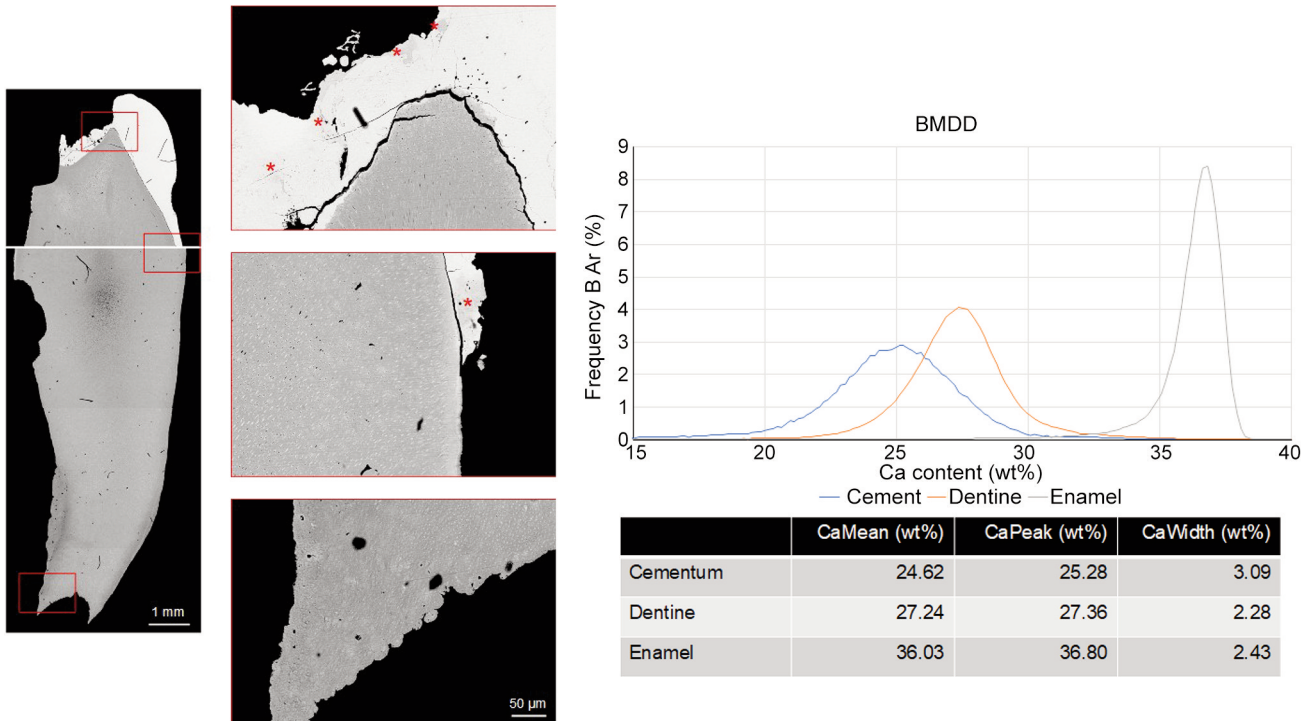 1 mm
*
*
*
*
*
50 µm
BMDD
Frequency B Ar (%)
9
8
7
6
5
4
3
2
1
0
15 20 25 30 35 40
Ca content (wt%)
Cement Dentine Enamel
CaMean (wt%) CaPeak (wt%) CaWidth (wt%)
Cementum 24.62 25.28 3.09
Dentine 27.24 27.36 2.28
Enamel 36.03 36.80 2.43